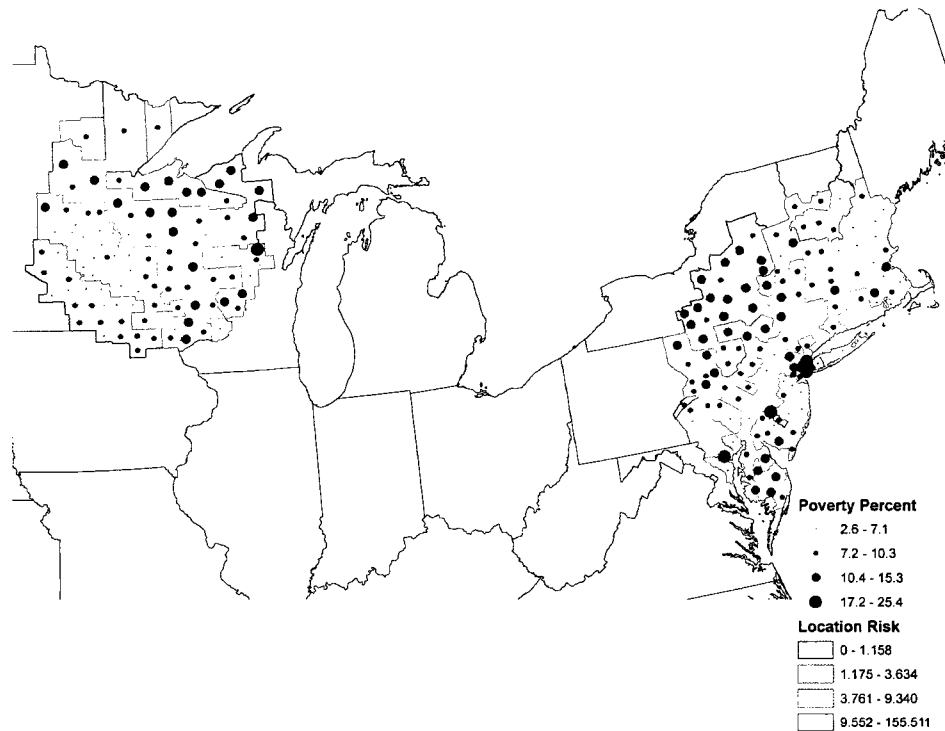 Poverty Percent
2.6 - 7.1
7.2 - 10.3
10.4 - 15.3
17.2 - 25.4
Location Risk
0 - 1.158
1.175 - 3.634
3.761 - 9.340
9.552 - 155.511